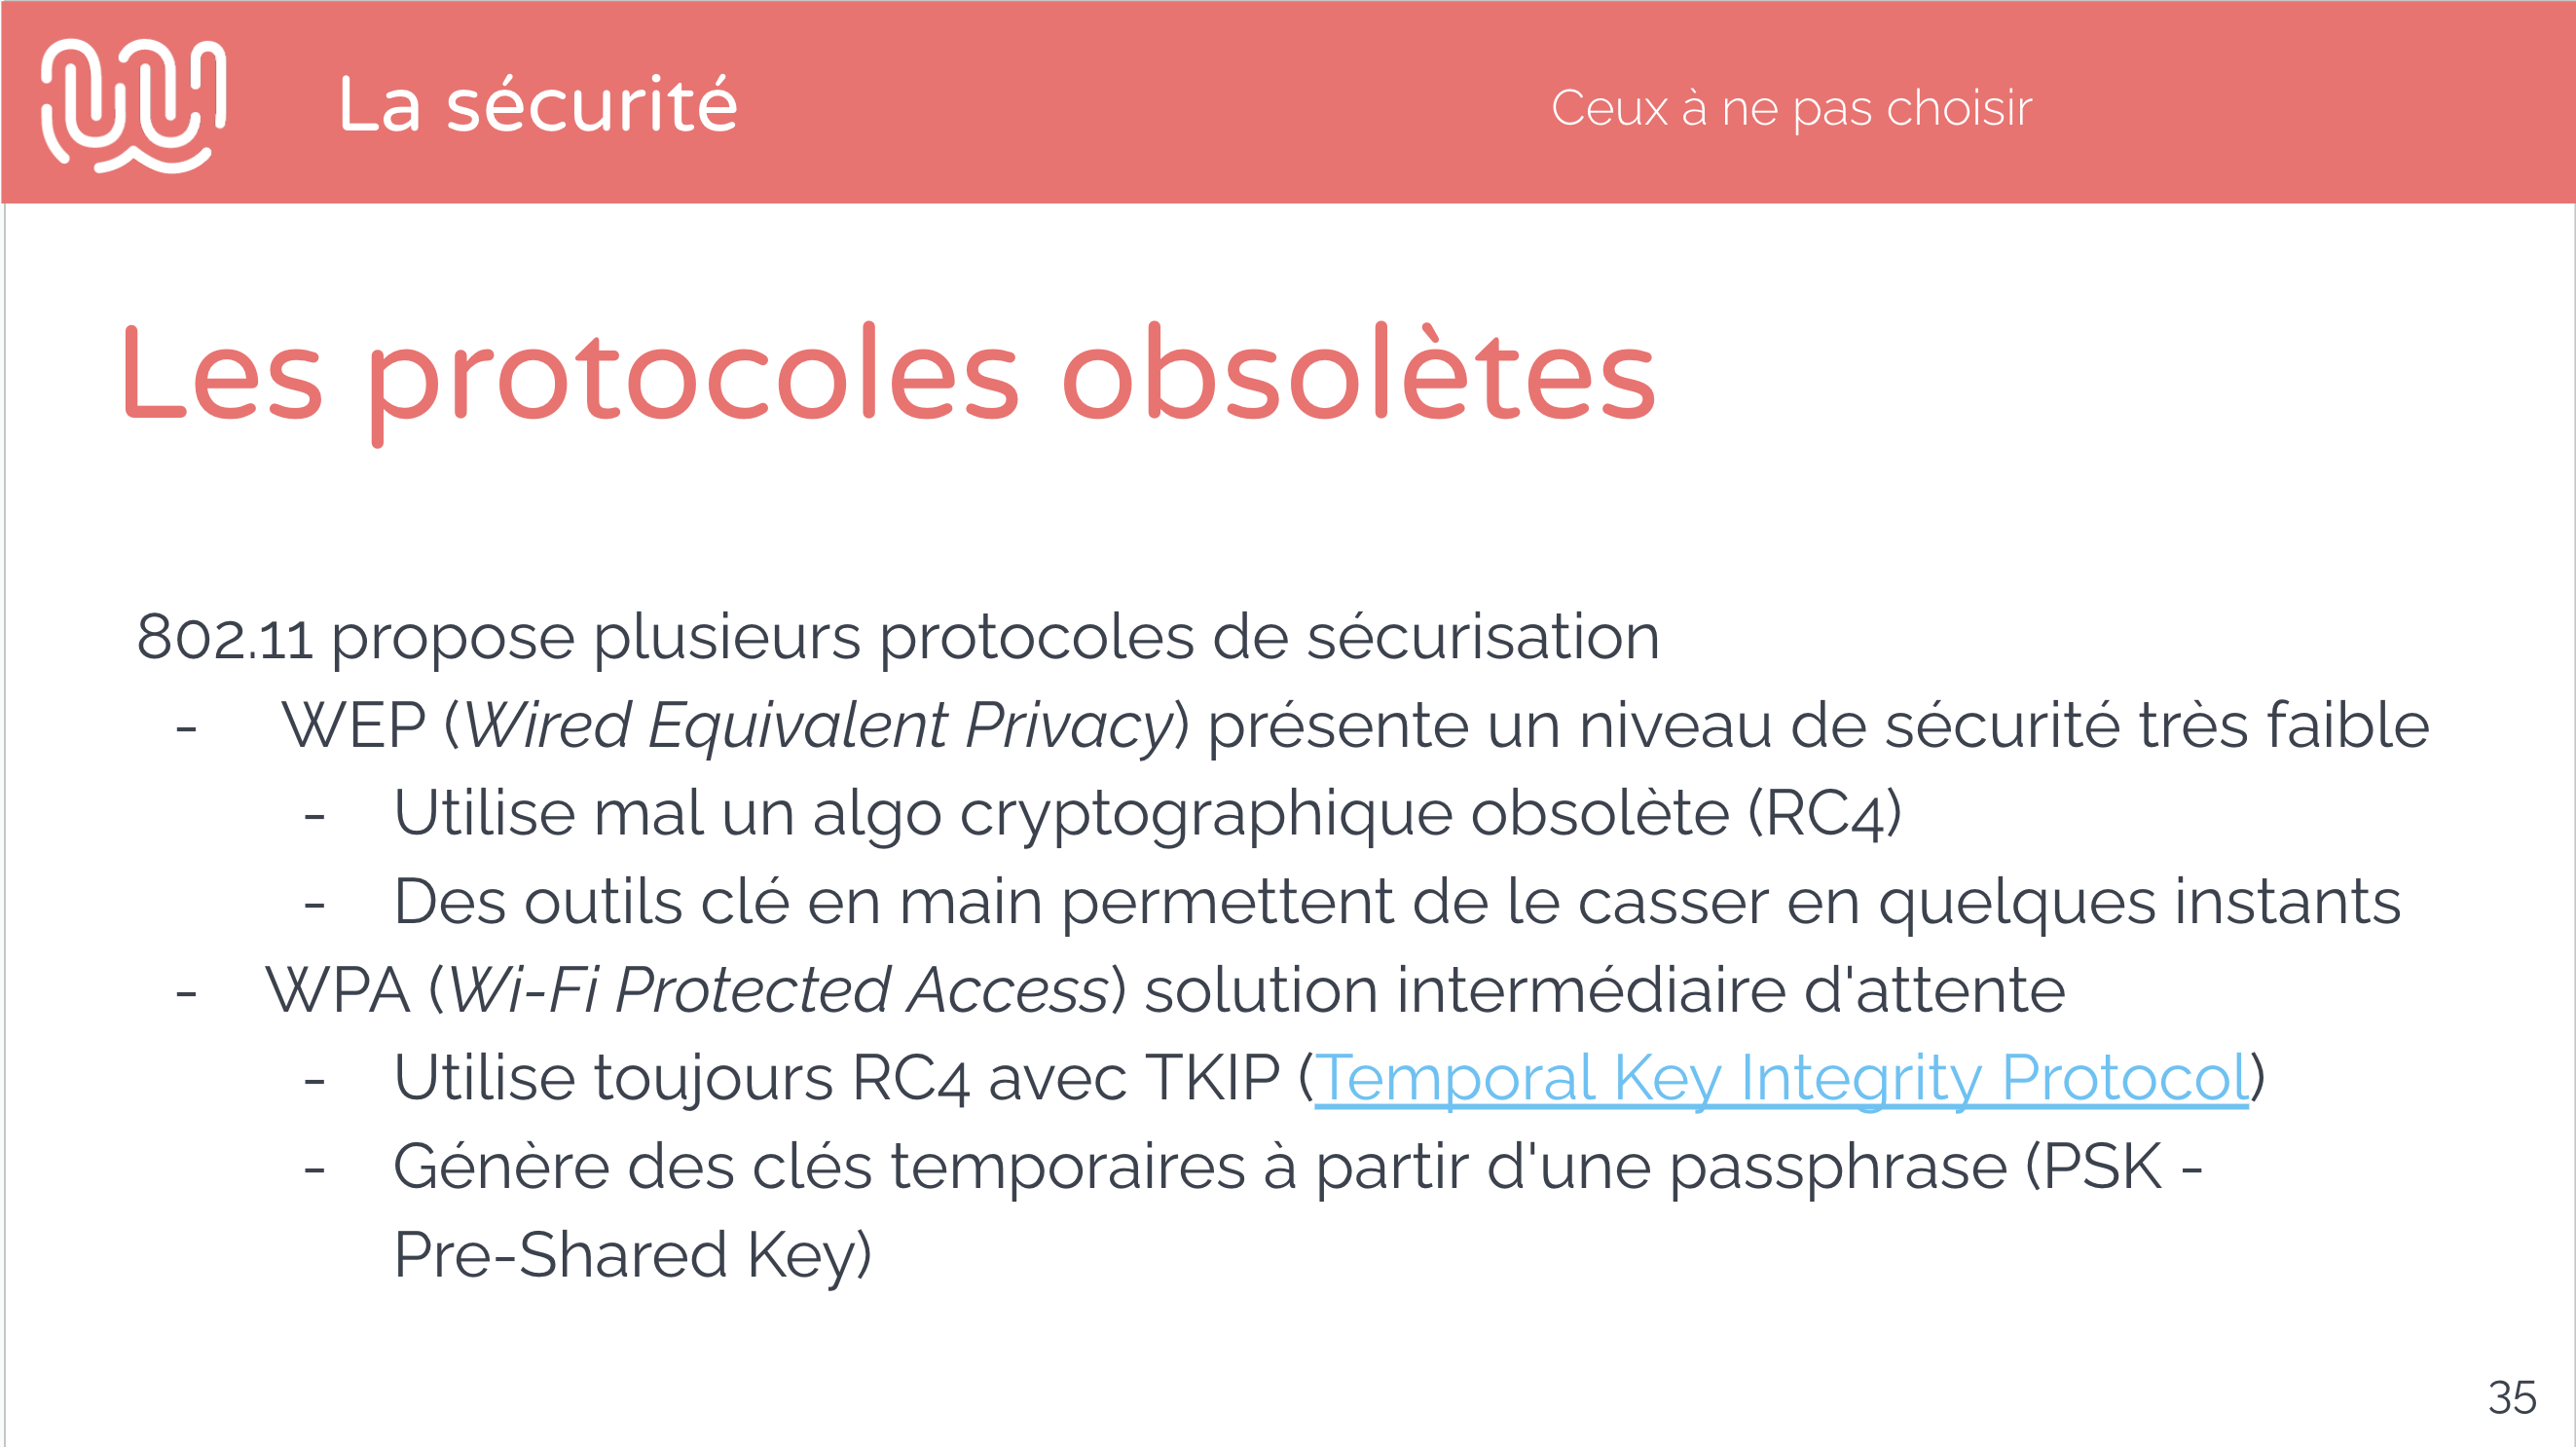 La sécurité
Ceux à ne pas choisir
Les protocoles obsolètes
802.11 propose plusieurs protocoles de sécurisation
- WEP (Wired Equivalent Privacy) présente un niveau de sécurité très faible
- Utilise mal un algo cryptographique obsolète (RC4)
- Des outils clé en main permettent de le casser en quelques instants
- WPA (Wi-Fi Protected Access) solution intermédiaire d'attente
- Utilise toujours RC4 avec TKIP (Temporal Key Integrity Protocol)
- Génère des clés temporaires à partir d'une passphrase (PSK -
Pre-Shared Key)
35